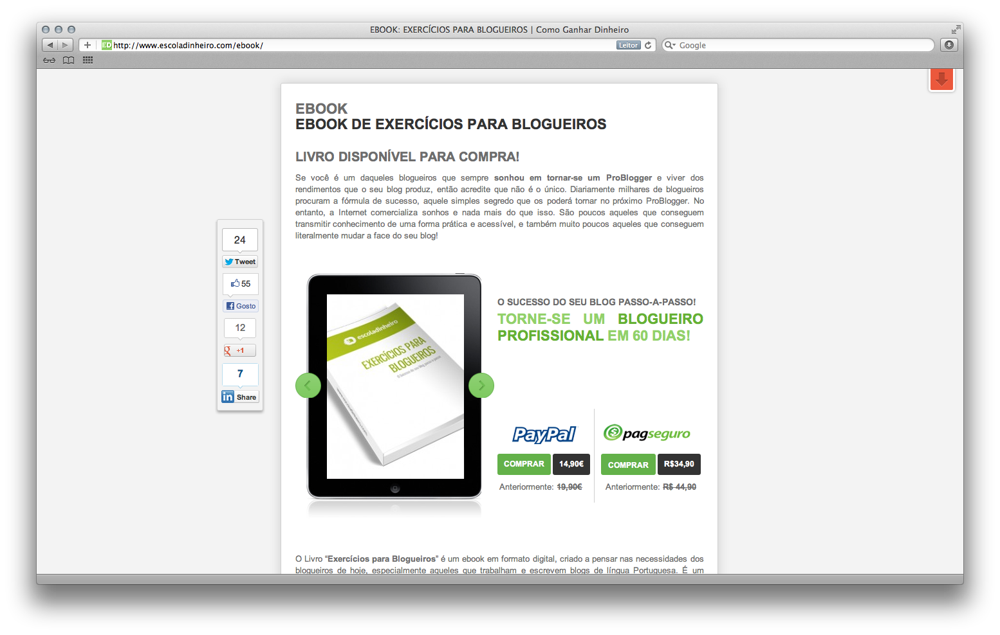 EBOOK: EXERCÍCIOS PARA BLOGUEIROS | Como Ganhar Dinheiro
ED http://www.escoladinheiro.com/ebook/
Leitor
Google
EBOOK
EBOOK DE EXERCÍCIOS PARA BLOGUEIROS
LIVRO DISPONÍVEL PARA COMPRA!
Se você é um daqueles blogueiros que sempre sonhou em tornar-se um ProBlogger e viver dos
rendimentos que o seu blog produz, então acredite que não é o único. Diariamente milhares de blogueiros
procuram a fórmula de sucesso, aquele simples segredo que os poderá tornar no próximo ProBlogger. No
entanto, a Internet comercializa sonhos e nada mais do que isso. São poucos aqueles que conseguem
transmitir conhecimento de uma forma prática e acessível, e também muito poucos aqueles que conseguem
literalmente mudar a face do seu blog!
24
Tweet
55
Gosto
12
+1
7
in Share
escoladinheiro
EXERCÍCIOS PARA
BLOGUEIROS
O Sucesso do seu blog, passo-a-passo
O SUCESSO DO SEU BLOG PASSO-A-PASSO!
TORNE-SE UM BLOGUEIRO
PROFISSIONAL EM 60 DIAS!
PayPal
COMPRAR 14,90€
Anteriormente: 19,90€
pagseguro
COMPRAR R$34,90
Anteriormente: R$ 44,90
O Livro “Exercícios para Blogueiros” é um ebook em formato digital, criado a pensar nas necessidades dos
blogueiros de hoje, especialmente aqueles que trabalham e escrevem blogs de língua Portuguesa. É um